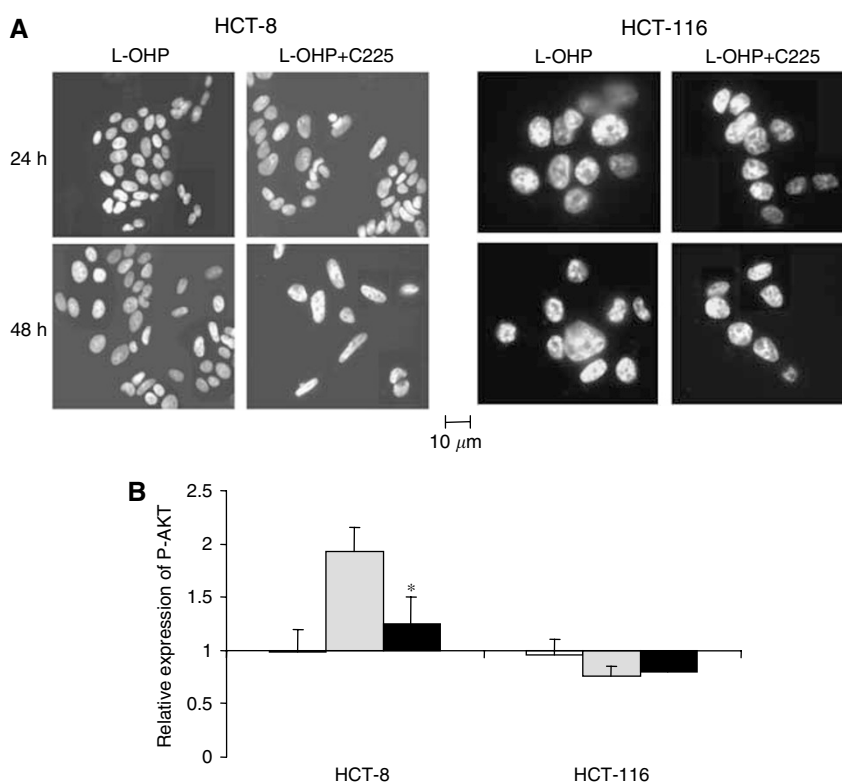 A
HCT-8
HCT-116
L-OHP
L-OHP+C225
L-OHP
L-OHP+C225
24 h
48 h
10 μm
B
Relative expression of P-AKT
2.5
2
1.5
1
0.5
0
*
HCT-8
HCT-116